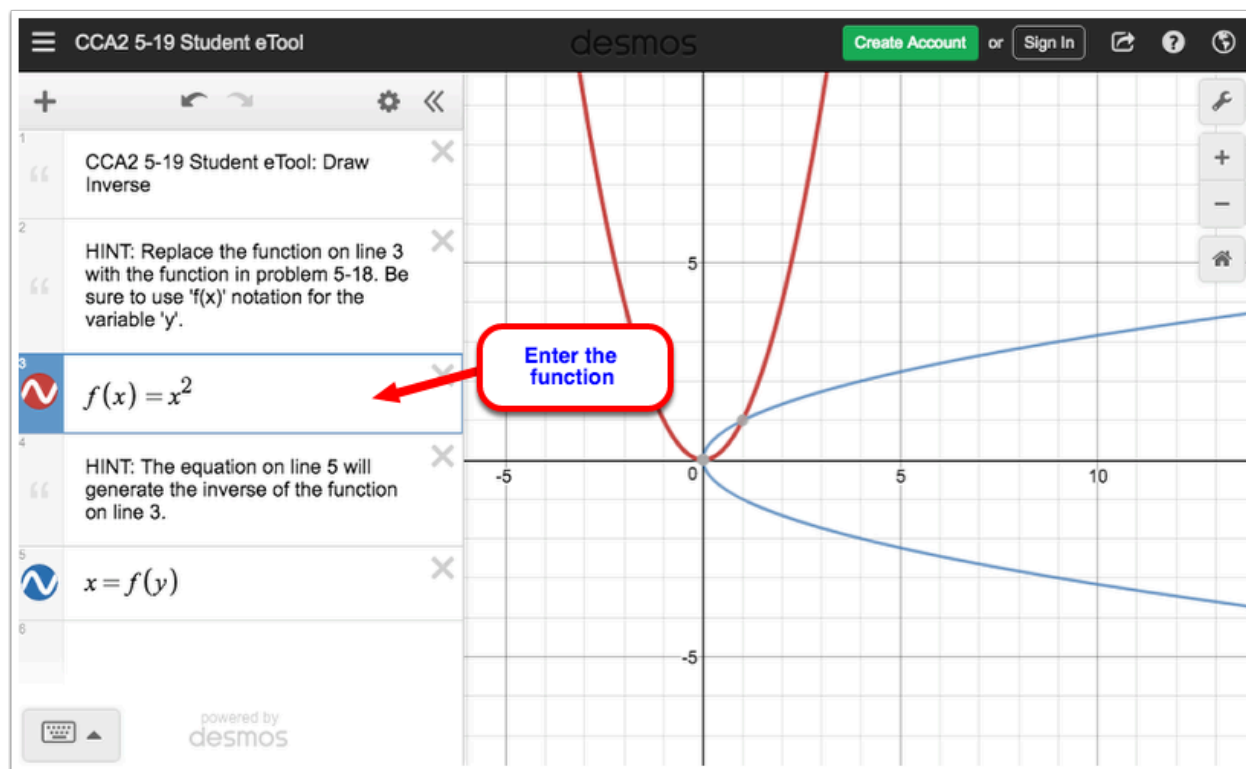 CCA2 5-19 Student eTool
desmos
Create Account or Sign In
1
CCA2 5-19 Student eTool: Draw
Inverse
2
HINT: Replace the function on line 3
with the function in problem 5-18. Be
sure to use 'f(x)' notation for the
variable 'y'.
3
f(x) = x²
Enter the
function
4
HINT: The equation on line 5 will
generate the inverse of the function
on line 3.
5
x = f(y)
6
powered by
desmos
5
-5
0
5
10
-5